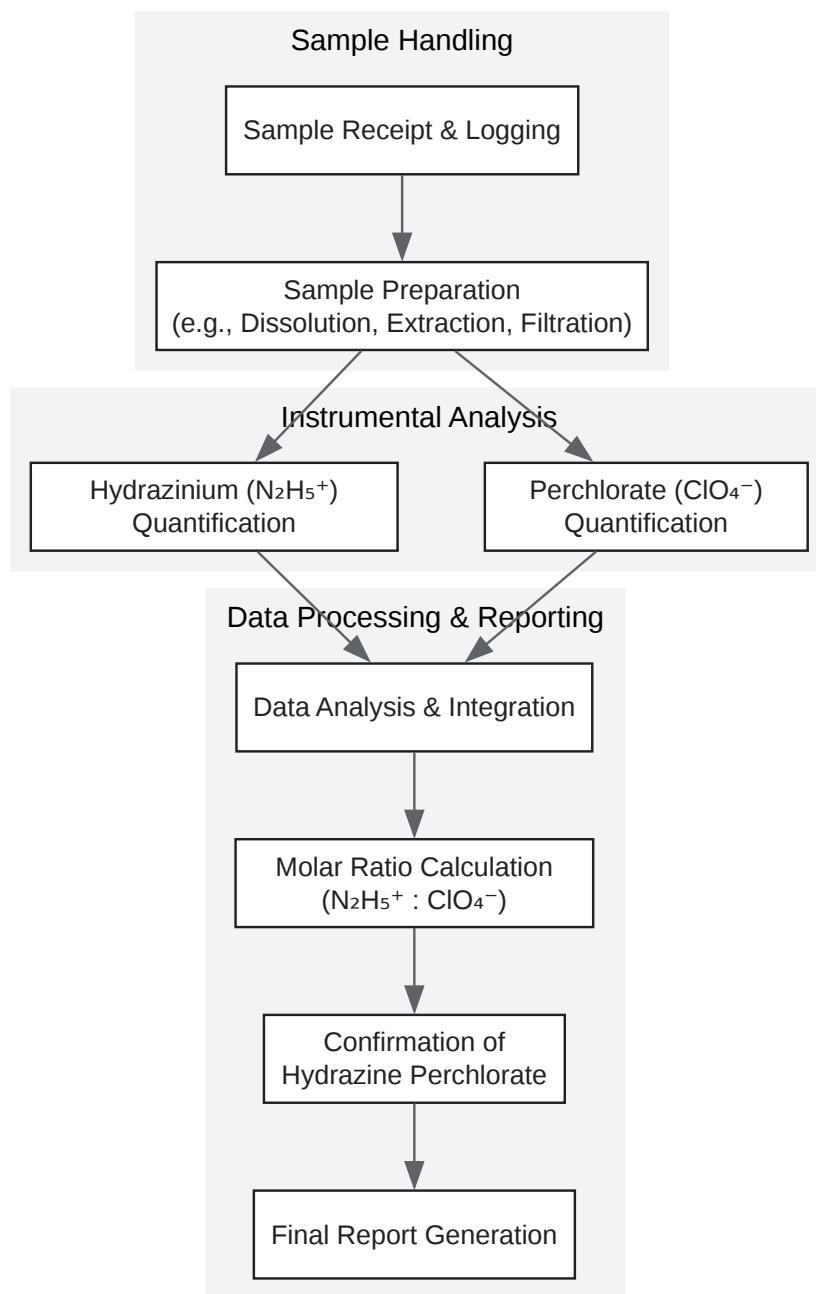 Sample Handling
Sample Receipt & Logging
Sample Preparation
(e.g., Dissolution, Extraction, Filtration)
Instrumental Analysis
Hydrazinium (N₂H₅⁺)
Quantification
Perchlorate (ClO₄⁻)
Quantification
Data Processing & Reporting
Data Analysis & Integration
Molar Ratio Calculation
(N₂H₅⁺ : ClO₄⁻)
Confirmation of
Hydrazine Perchlorate
Final Report Generation